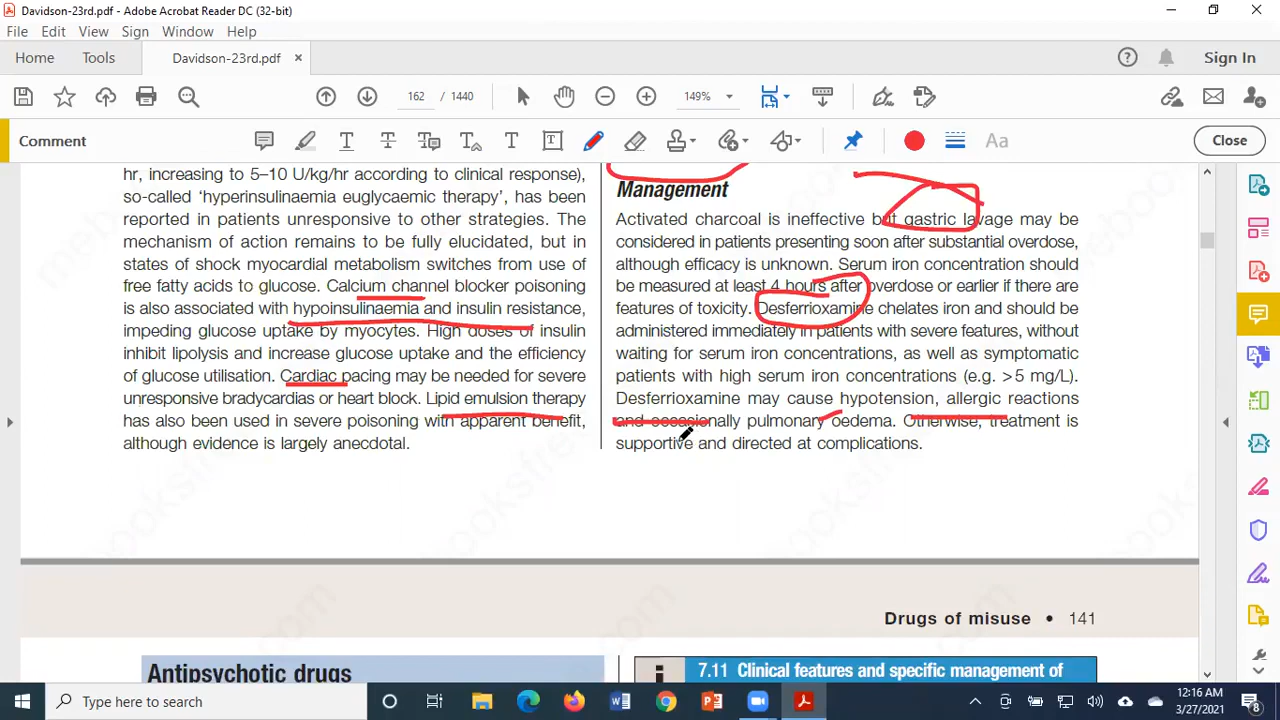 Davidson-23rd.pdf - Adobe Acrobat Reader DC (32-bit)
File Edit View Sign Window Help
Home Tools Davidson-23rd.pdf × Sign In
162 / 1440 149%
Comment Aa Close
hr, increasing to 5–10 U/kg/hr according to clinical response),
so-called ‘hyperinsulinaemia euglycaemic therapy’, has been
reported in patients unresponsive to other strategies. The
mechanism of action remains to be fully elucidated, but in
states of shock myocardial metabolism switches from use of
free fatty acids to glucose. Calcium channel blocker poisoning
is also associated with hypoinsulinaemia and insulin resistance,
impeding glucose uptake by myocytes. High doses of insulin
inhibit lipolysis and increase glucose uptake and the efficiency
of glucose utilisation. Cardiac pacing may be needed for severe
unresponsive bradycardias or heart block. Lipid emulsion therapy
has also been used in severe poisoning with apparent benefit,
although evidence is largely anecdotal.
Management
Activated charcoal is ineffective but gastric lavage may be
considered in patients presenting soon after substantial overdose,
although efficacy is unknown. Serum iron concentration should
be measured at least 4 hours after overdose or earlier if there are
features of toxicity. Desferrioxamine chelates iron and should be
administered immediately in patients with severe features, without
waiting for serum iron concentrations, as well as symptomatic
patients with high serum iron concentrations (e.g. >5 mg/L).
Desferrioxamine may cause hypotension, allergic reactions
and occasionally pulmonary oedema. Otherwise, treatment is
supportive and directed at complications.
Drugs of misuse • 141
Antipsychotic drugs
i 7.11 Clinical features and specific management of
Type here to search
12:16 AM
3/27/2021
8